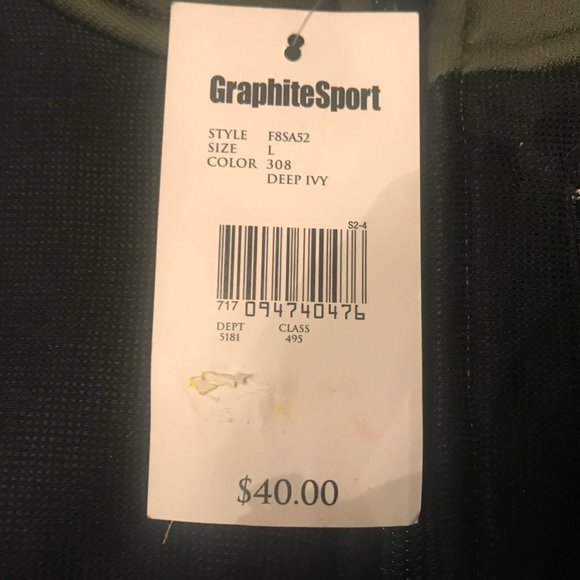 GraphiteSport
STYLE F8SA52
SIZE L
COLOR 308
DEEP IVY
S2-4
717 094740476
DEPT CLASS
5181 495
$40.00